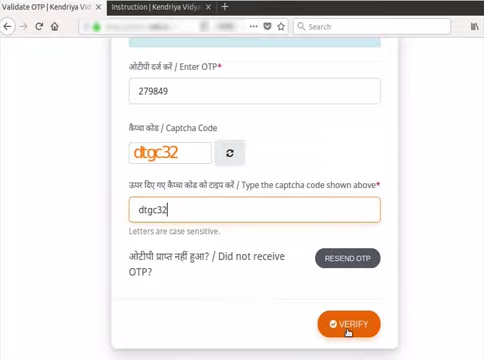 Validate OTP | Kendriya Vid
Instruction | Kendriya Vidy
Search
ओटीपी दर्ज करें / Enter OTP*
279849
कैप्चा कोड / Captcha Code
dtgc32
ऊपर दिए गए कैप्चा कोड को टाइप करें / Type the captcha code shown above*
dtgc32
Letters are case sensitive.
ओटीपी प्राप्त नहीं हुआ? / Did not receive
OTP?
RESEND OTP
VERIFY